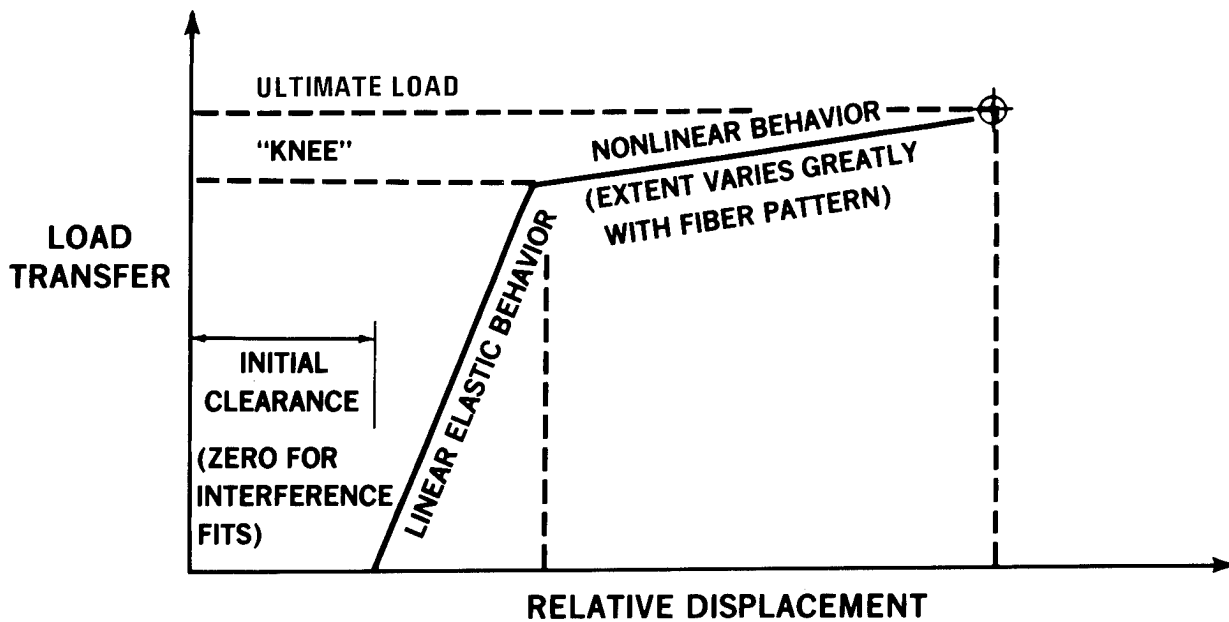 ULTIMATE LOAD
"KNEE"
NONLINEAR BEHAVIOR
(EXTENT VARIES GREATLY
WITH FIBER PATTERN)
LOAD
TRANSFER
LINEAR ELASTIC BEHAVIOR
INITIAL
CLEARANCE
(ZERO FOR
INTERFERENCE
FITS)
RELATIVE DISPLACEMENT